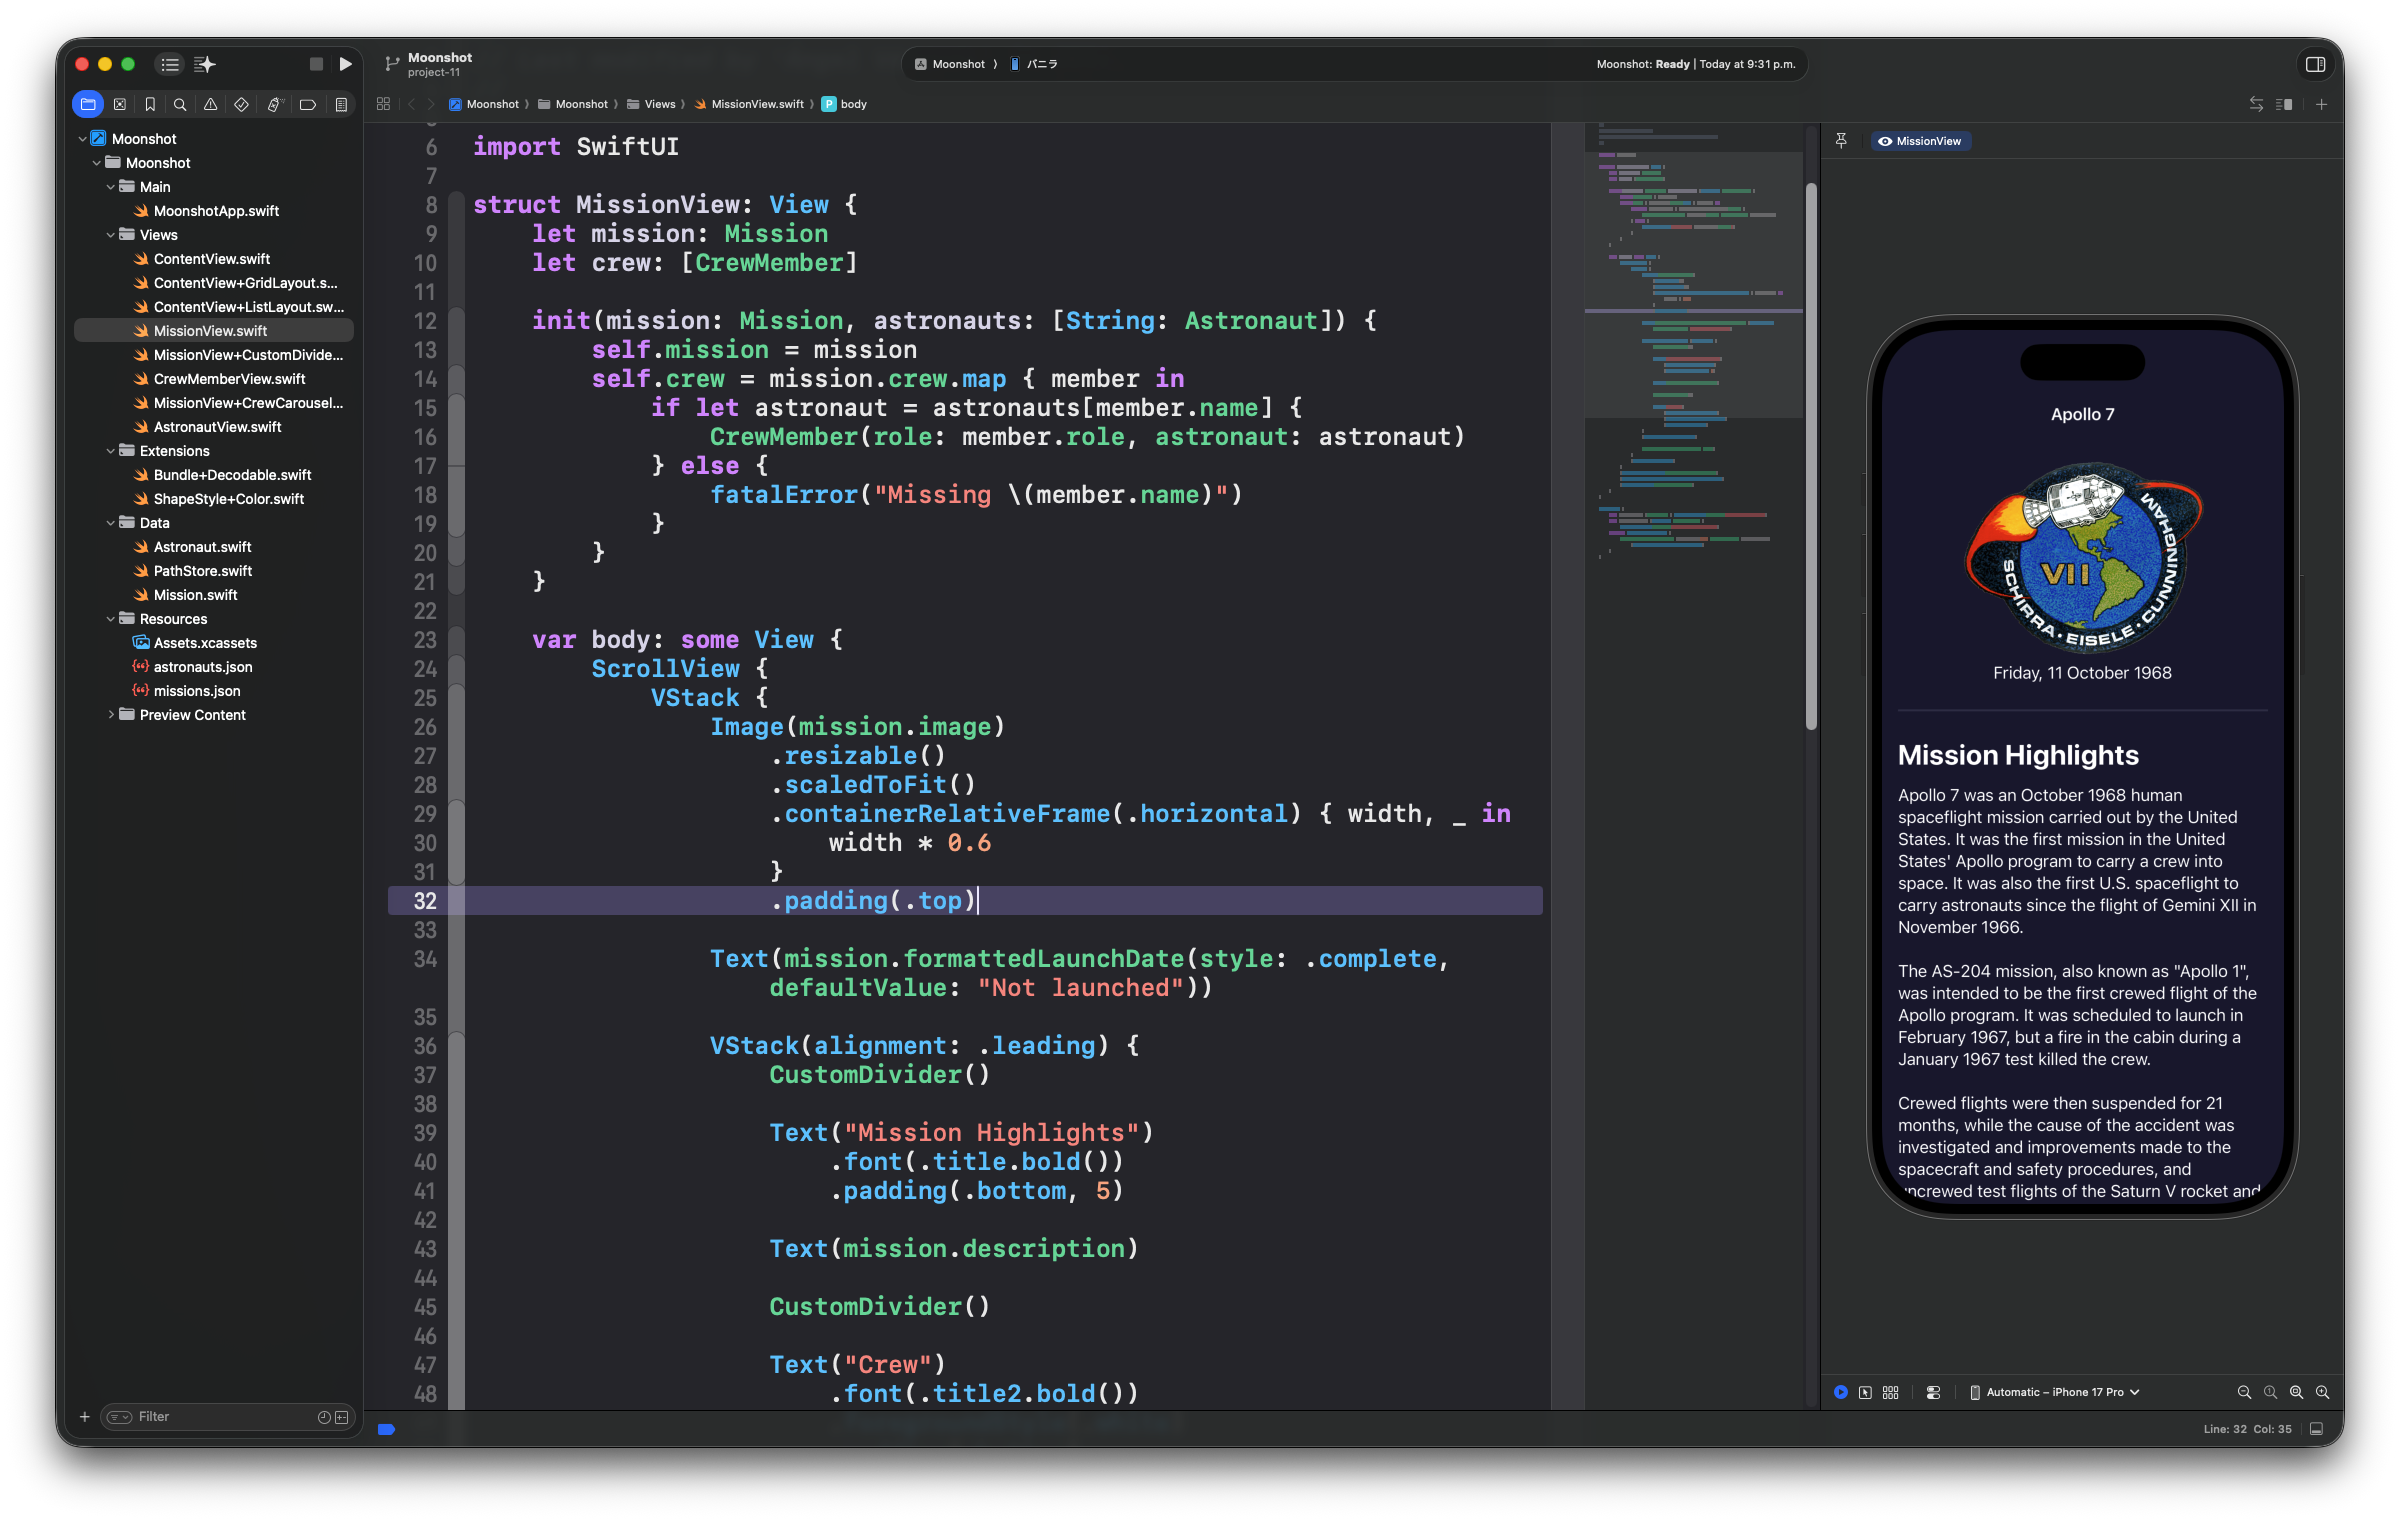 Moonshot
project-11
Moonshot 〉 バニラ
Moonshot: Ready | Today at 9:31 p.m.
Moonshot 〉 Moonshot 〉 Views 〉 MissionView.swift 〉 P body
Moonshot
Moonshot
Main
MoonshotApp.swift
Views
ContentView.swift
ContentView+GridLayout.s...
ContentView+ListLayout.sw...
MissionView.swift
MissionView+CustomDivide...
CrewMemberView.swift
MissionView+CrewCarousel...
AstronautView.swift
Extensions
Bundle+Decodable.swift
ShapeStyle+Color.swift
Data
Astronaut.swift
PathStore.swift
Mission.swift
Resources
Assets.xcassets
astronauts.json
missions.json
Preview Content
Filter
6 import SwiftUI
7
8 struct MissionView: View {
9     let mission: Mission
10     let crew: [CrewMember]
11
12     init(mission: Mission, astronauts: [String: Astronaut]) {
13         self.mission = mission
14         self.crew = mission.crew.map { member in
15             if let astronaut = astronauts[member.name] {
16                 CrewMember(role: member.role, astronaut: astronaut)
17             } else {
18                 fatalError("Missing \(member.name)")
19             }
20         }
21     }
22
23     var body: some View {
24         ScrollView {
25             VStack {
26                 Image(mission.image)
27                     .resizable()
28                     .scaledToFit()
29                     .containerRelativeFrame(.horizontal) { width, _ in
30                         width * 0.6
31                     }
32                     .padding(.top)
33
34                 Text(mission.formattedLaunchDate(style: .complete,
                    defaultValue: "Not launched"))
35
36                 VStack(alignment: .leading) {
37                     CustomDivider()
38
39                     Text("Mission Highlights")
40                         .font(.title.bold())
41                         .padding(.bottom, 5)
42
43                     Text(mission.description)
44
45                     CustomDivider()
46
47                     Text("Crew")
48                         .font(.title2.bold())
MissionView
Apollo 7
VII
SCHIRRA • EISELE • CUNNINGHAM
Friday, 11 October 1968
Mission Highlights
Apollo 7 was an October 1968 human
spaceflight mission carried out by the United
States. It was the first mission in the United
States' Apollo program to carry a crew into
space. It was also the first U.S. spaceflight to
carry astronauts since the flight of Gemini XII in
November 1966.
The AS-204 mission, also known as "Apollo 1",
was intended to be the first crewed flight of the
Apollo program. It was scheduled to launch in
February 1967, but a fire in the cabin during a
January 1967 test killed the crew.
Crewed flights were then suspended for 21
months, while the cause of the accident was
investigated and improvements made to the
spacecraft and safety procedures, and
uncrewed test flights of the Saturn V rocket and
Automatic – iPhone 17 Pro
Line: 32 Col: 35